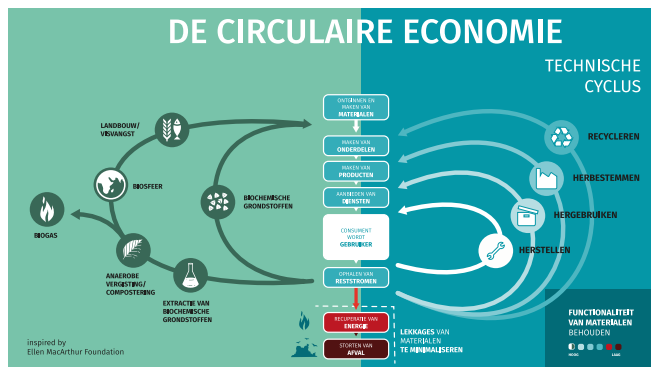 DE CIRCULAIRE ECONOMIE
TECHNISCHE
CYCLUS
ONTGINNEN EN
MAKEN VAN
MATERIALEN
LANDBOUW/
VISVANGST
RECYCLEREN
MAKEN VAN
ONDERDELEN
MAKEN VAN
PRODUCTEN
HERBESTEMMEN
BIOSFEER
AANBIEDEN VAN
DIENSTEN
BIOCHEMISCHE
GRONDSTOFFEN
HERGEBRUIKEN
BIOGAS
CONSUMENT
WORDT
GEBRUIKER
HERSTELLEN
ANAEROBE
VERGISTING/
COMPOSTERING
OPHALEN VAN
RESTSTROMEN
EXTRACTIE VAN
BIOCHEMISCHE
GRONDSTOFFEN
RECUPERATIE VAN
ENERGIE
LEKKAGES VAN
MATERIALEN
TE MINIMALISEREN
STORTEN VAN
AFVAL
FUNCTIONALITEIT
VAN MATERIALEN
BEHOUDEN
HOOG LAAG
inspired by
Ellen MacArthur Foundation